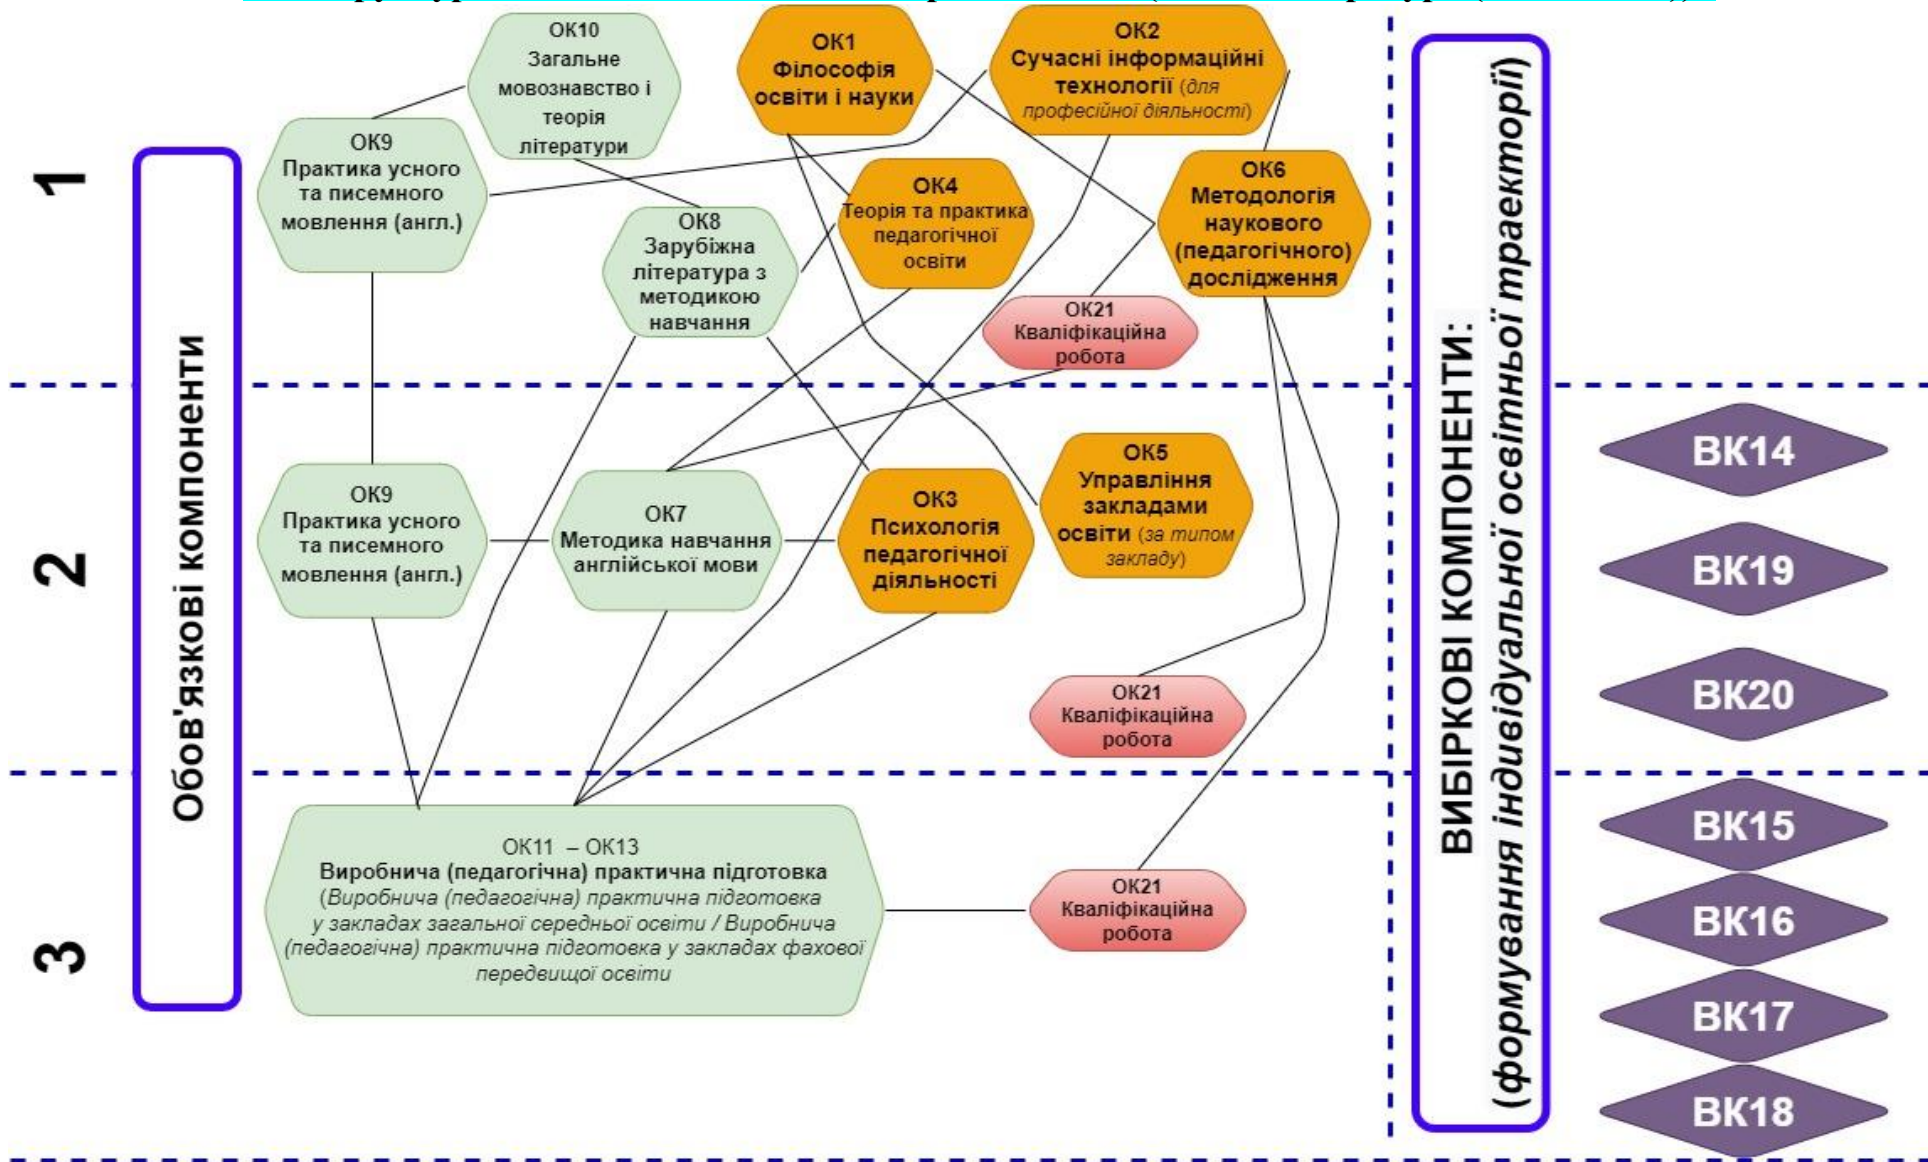 1
Обов'язкові компоненти
ОК10
Загальне
мовознавство і
теорія
літератури
ОК1
Філософія
освіти і науки
ОК2
Сучасні інформаційні
технології (для
професійної діяльності)
ОК9
Практика усного
та писемного
мовлення (англ.)
ОК8
Зарубіжна
література з
методикою
навчання
ОК4
Теорія та практика
педагогічної
освіти
ОК6
Методологія
наукового
(педагогічного)
дослідження
ОК21
Кваліфікаційна
робота
2
ОК9
Практика усного
та писемного
мовлення (англ.)
ОК7
Методика навчання
англійської мови
ОК3
Психологія
педагогічної
діяльності
ОК5
Управління
закладами
освіти (за типом
закладу)
ОК21
Кваліфікаційна
робота
3
ОК11 – ОК13
Виробнича (педагогічна) практична підготовка
(Виробнича (педагогічна) практична підготовка
у закладах загальної середньої освіти / Виробнича
(педагогічна) практична підготовка у закладах фахової
передвищої освіти
ОК21
Кваліфікаційна
робота
ВИБІРКОВІ КОМПОНЕНТИ:
(формування індивідуальної освітньої траекторії)
ВК14
ВК19
ВК20
ВК15
ВК16
ВК17
ВК18